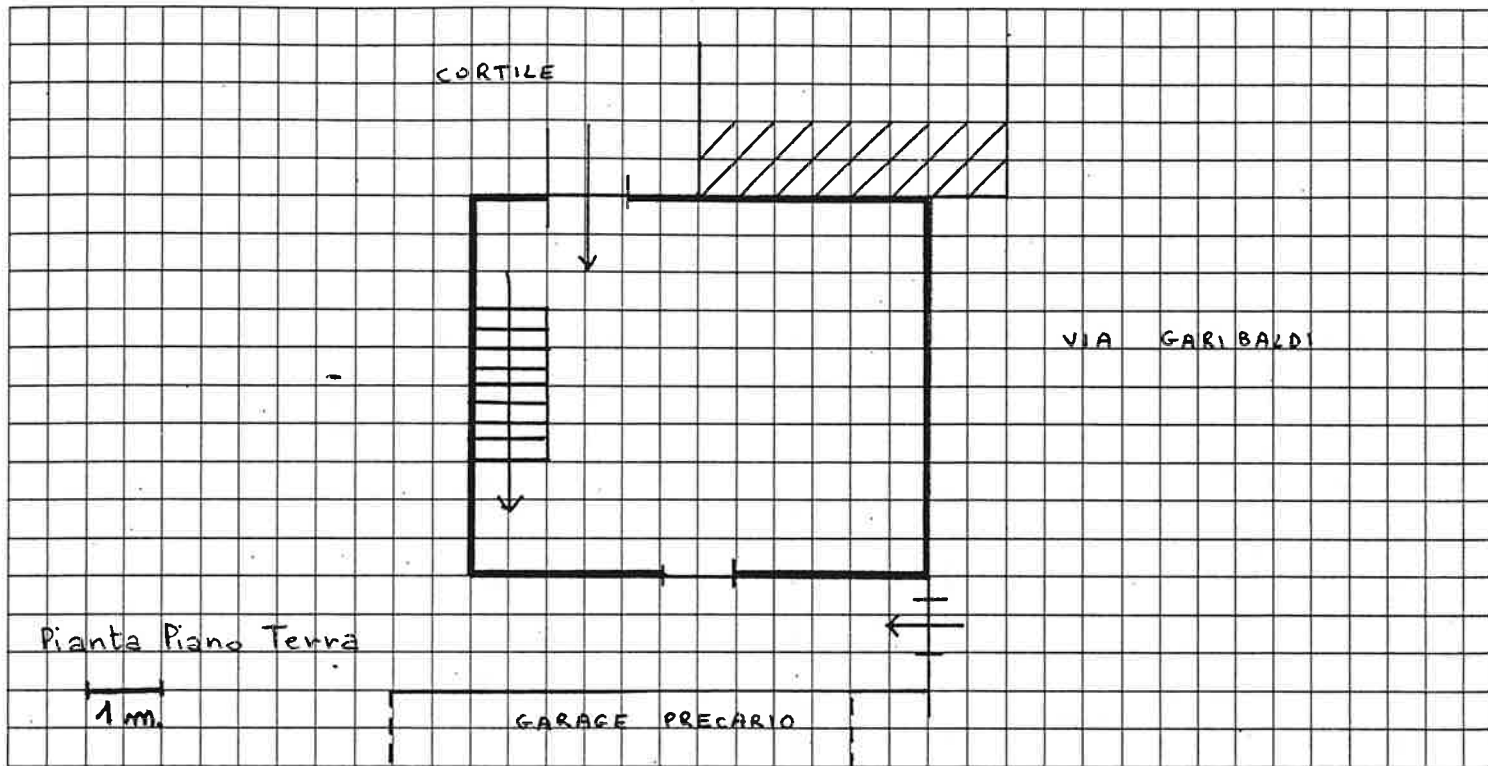 CORTILE
VIA GARIBALDI
Pianta Piano Terra
1 m.
GARAGE PRECARIO